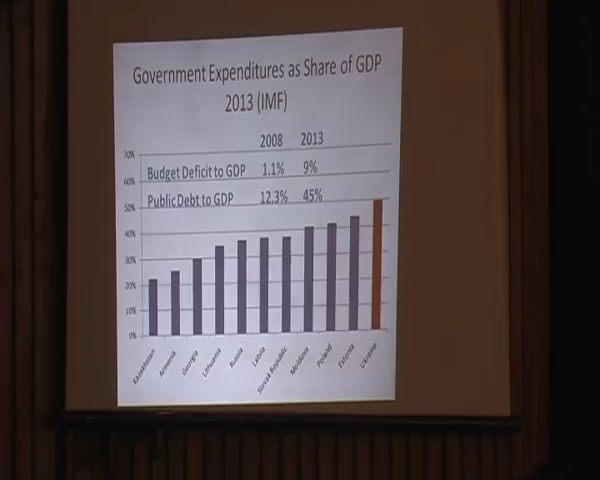 Government Expenditures as Share of GDP
2013 (IMF)
2008 2013
70%
Budget Deficit to GDP 1.1% 9%
60%
Public Debt to GDP 12.3% 45%
50%
40%
30%
20%
10%
0%
Kazakhstan Armenia Georgia Lithuania Russia Latvia Slovak Republic Moldova Poland Estonia Ukraine